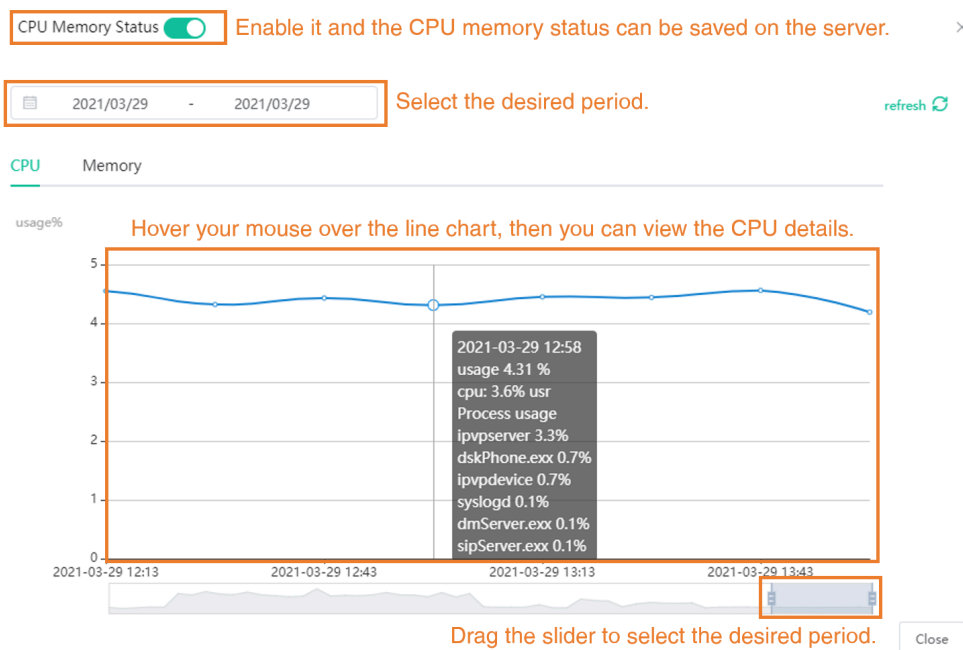 CPU Memory Status Enable it and the CPU memory status can be saved on the server.
2021/03/29 - 2021/03/29 Select the desired period.
refresh
CPU Memory
usage%
Hover your mouse over the line chart, then you can view the CPU details.
5
4
3
2
1
0
2021-03-29 12:58
usage 4.31 %
cpu: 3.6% usr
Process usage
ipvpserver 3.3%
dskPhone.exx 0.7%
ipvpdevice 0.7%
syslogd 0.1%
dmServer.exx 0.1%
sipServer.exx 0.1%
2021-03-29 12:13 2021-03-29 12:43 2021-03-29 13:13 2021-03-29 13:43
Drag the slider to select the desired period.
Close